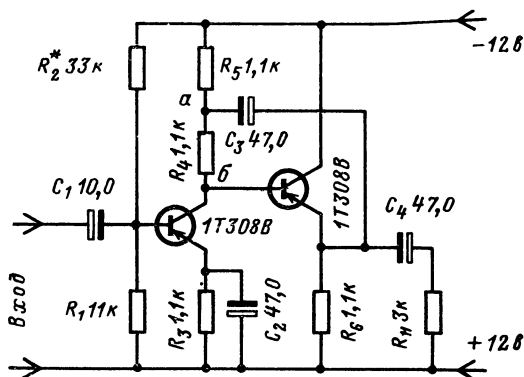 −12в
R2* 33к
R5 1,1к
а
C3 47,0
R4 1,1к
б
C1 10,0
1Т308В
1Т308В
C4 47,0
Вход
R1 11к
R3 1,1к
C2 47,0
R6 1,1к
Rн 3к
+12в